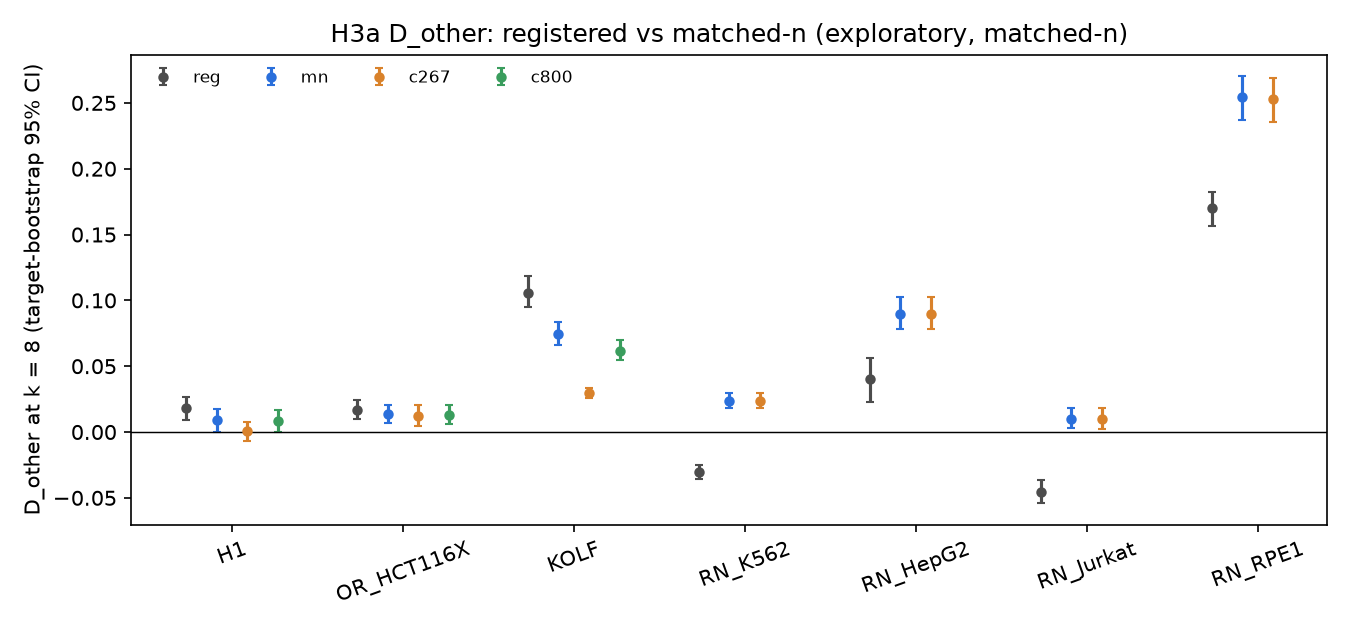 H3a D_other: registered vs matched-n (exploratory, matched-n)
reg mn c267 c800
D_other at k = 8 (target-bootstrap 95% CI)
0.25
0.20
0.15
0.10
0.05
0.00
−0.05
H1 OR_HCT116X KOLF RN_K562 RN_HepG2 RN_Jurkat RN_RPE1